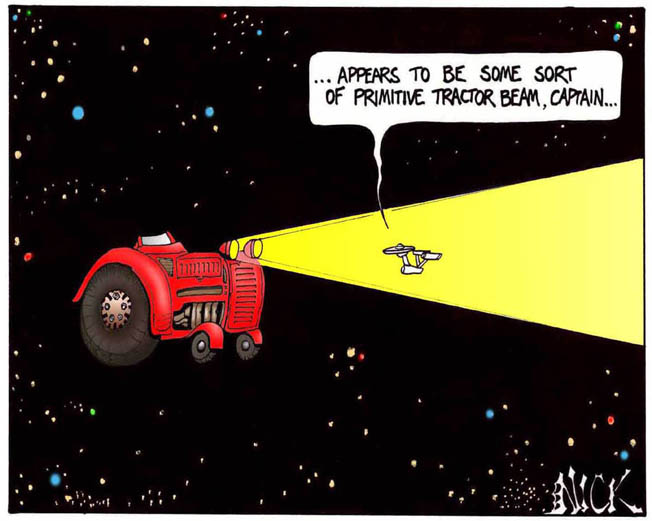 ... APPEARS TO BE SOME SORT
OF PRIMITIVE TRACTOR BEAM, CAPTAIN...
NICK